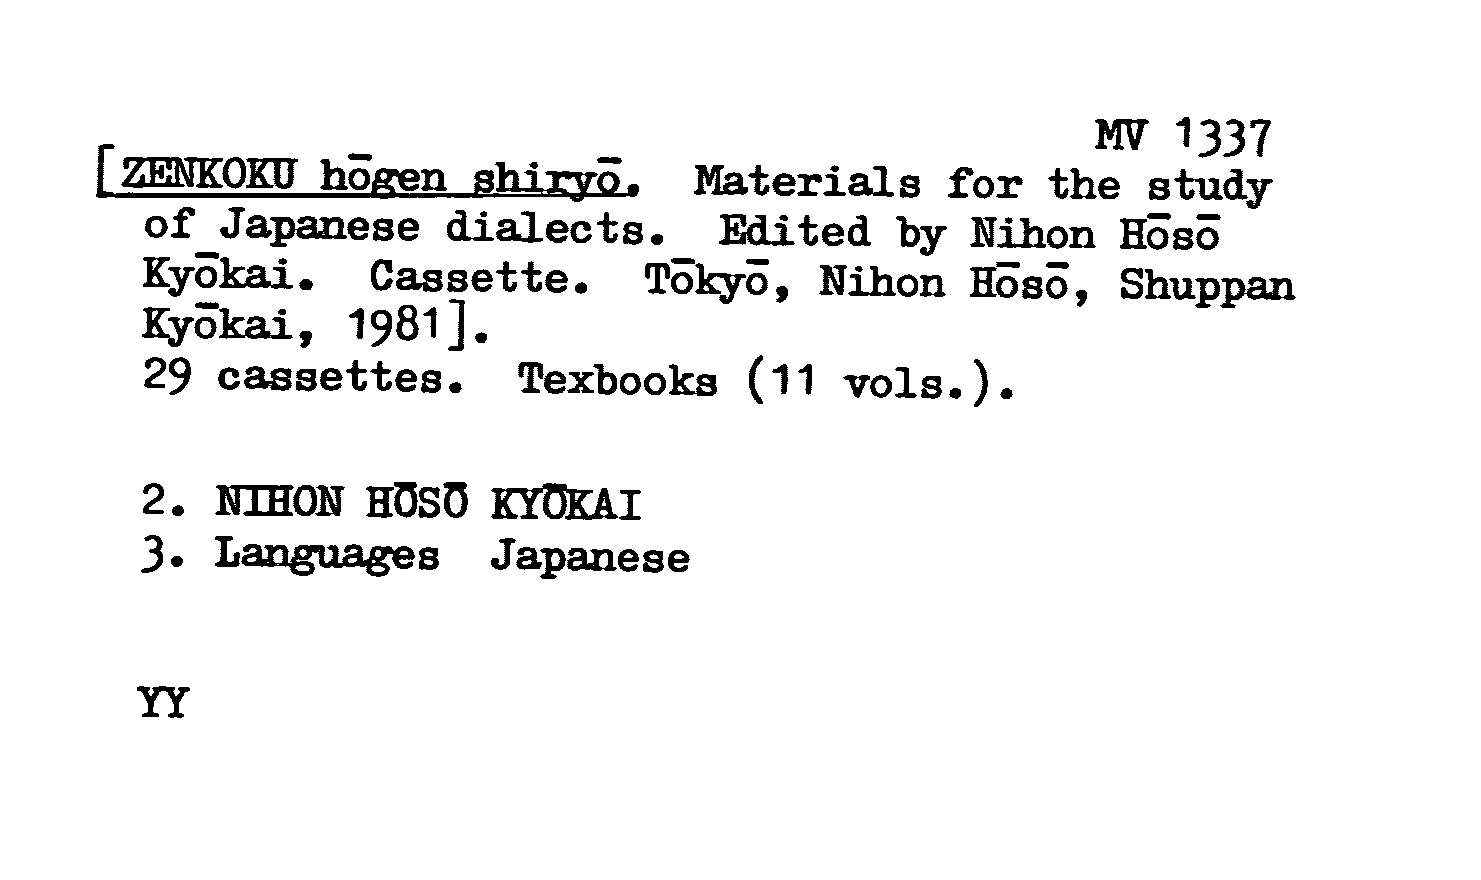 MV 1337
[ZENKOKU hōgen shiryō. Materials for the study
of Japanese dialects. Edited by Nihon Hōsō
Kyōkai. Cassette. Tōkyō, Nihon Hōsō, Shuppan
Kyōkai, 1981].
29 cassettes. Texbooks (11 vols.).
2. NIHON HŌSŌ KYŌKAI
3. Languages Japanese
YY